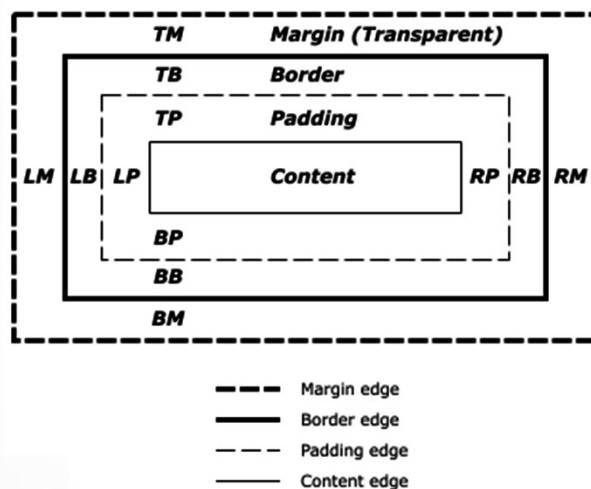 TM Margin (Transparent)
TB Border
TP Padding
LM LB LP Content RP RB RM
BP
BB
BM
Margin edge
Border edge
Padding edge
Content edge